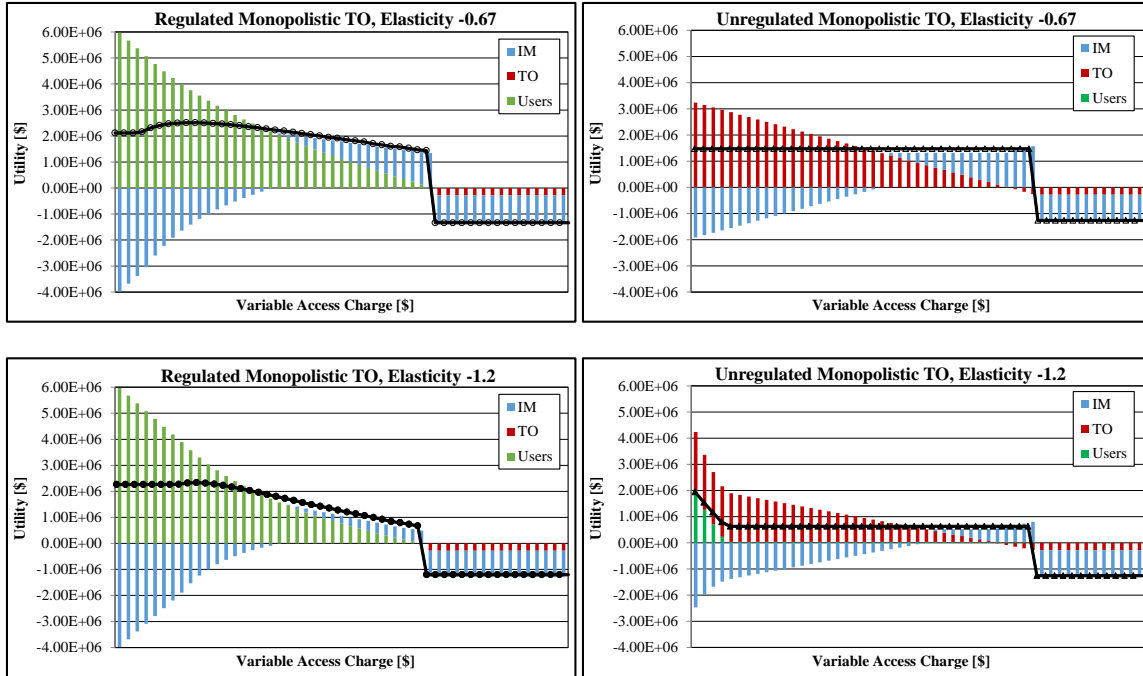 Regulated Monopolistic TO, Elasticity -0.67
6.00E+06
5.00E+06
4.00E+06
3.00E+06
2.00E+06
1.00E+06
0.00E+00
-1.00E+06
-2.00E+06
-3.00E+06
-4.00E+06
Utility [$]
IM
TO
Users
Variable Access Charge [$]
Unregulated Monopolistic TO, Elasticity -0.67
6.00E+06
5.00E+06
4.00E+06
3.00E+06
2.00E+06
1.00E+06
0.00E+00
-1.00E+06
-2.00E+06
-3.00E+06
-4.00E+06
Utility [$]
IM
TO
Users
Variable Access Charge [$]
Regulated Monopolistic TO, Elasticity -1.2
6.00E+06
5.00E+06
4.00E+06
3.00E+06
2.00E+06
1.00E+06
0.00E+00
-1.00E+06
-2.00E+06
-3.00E+06
-4.00E+06
Utility [$]
IM
TO
Users
Variable Access Charge [$]
Unregulated Monopolistic TO, Elasticity -1.2
6.00E+06
5.00E+06
4.00E+06
3.00E+06
2.00E+06
1.00E+06
0.00E+00
-1.00E+06
-2.00E+06
-3.00E+06
-4.00E+06
Utility [$]
IM
TO
Users
Variable Access Charge [$]